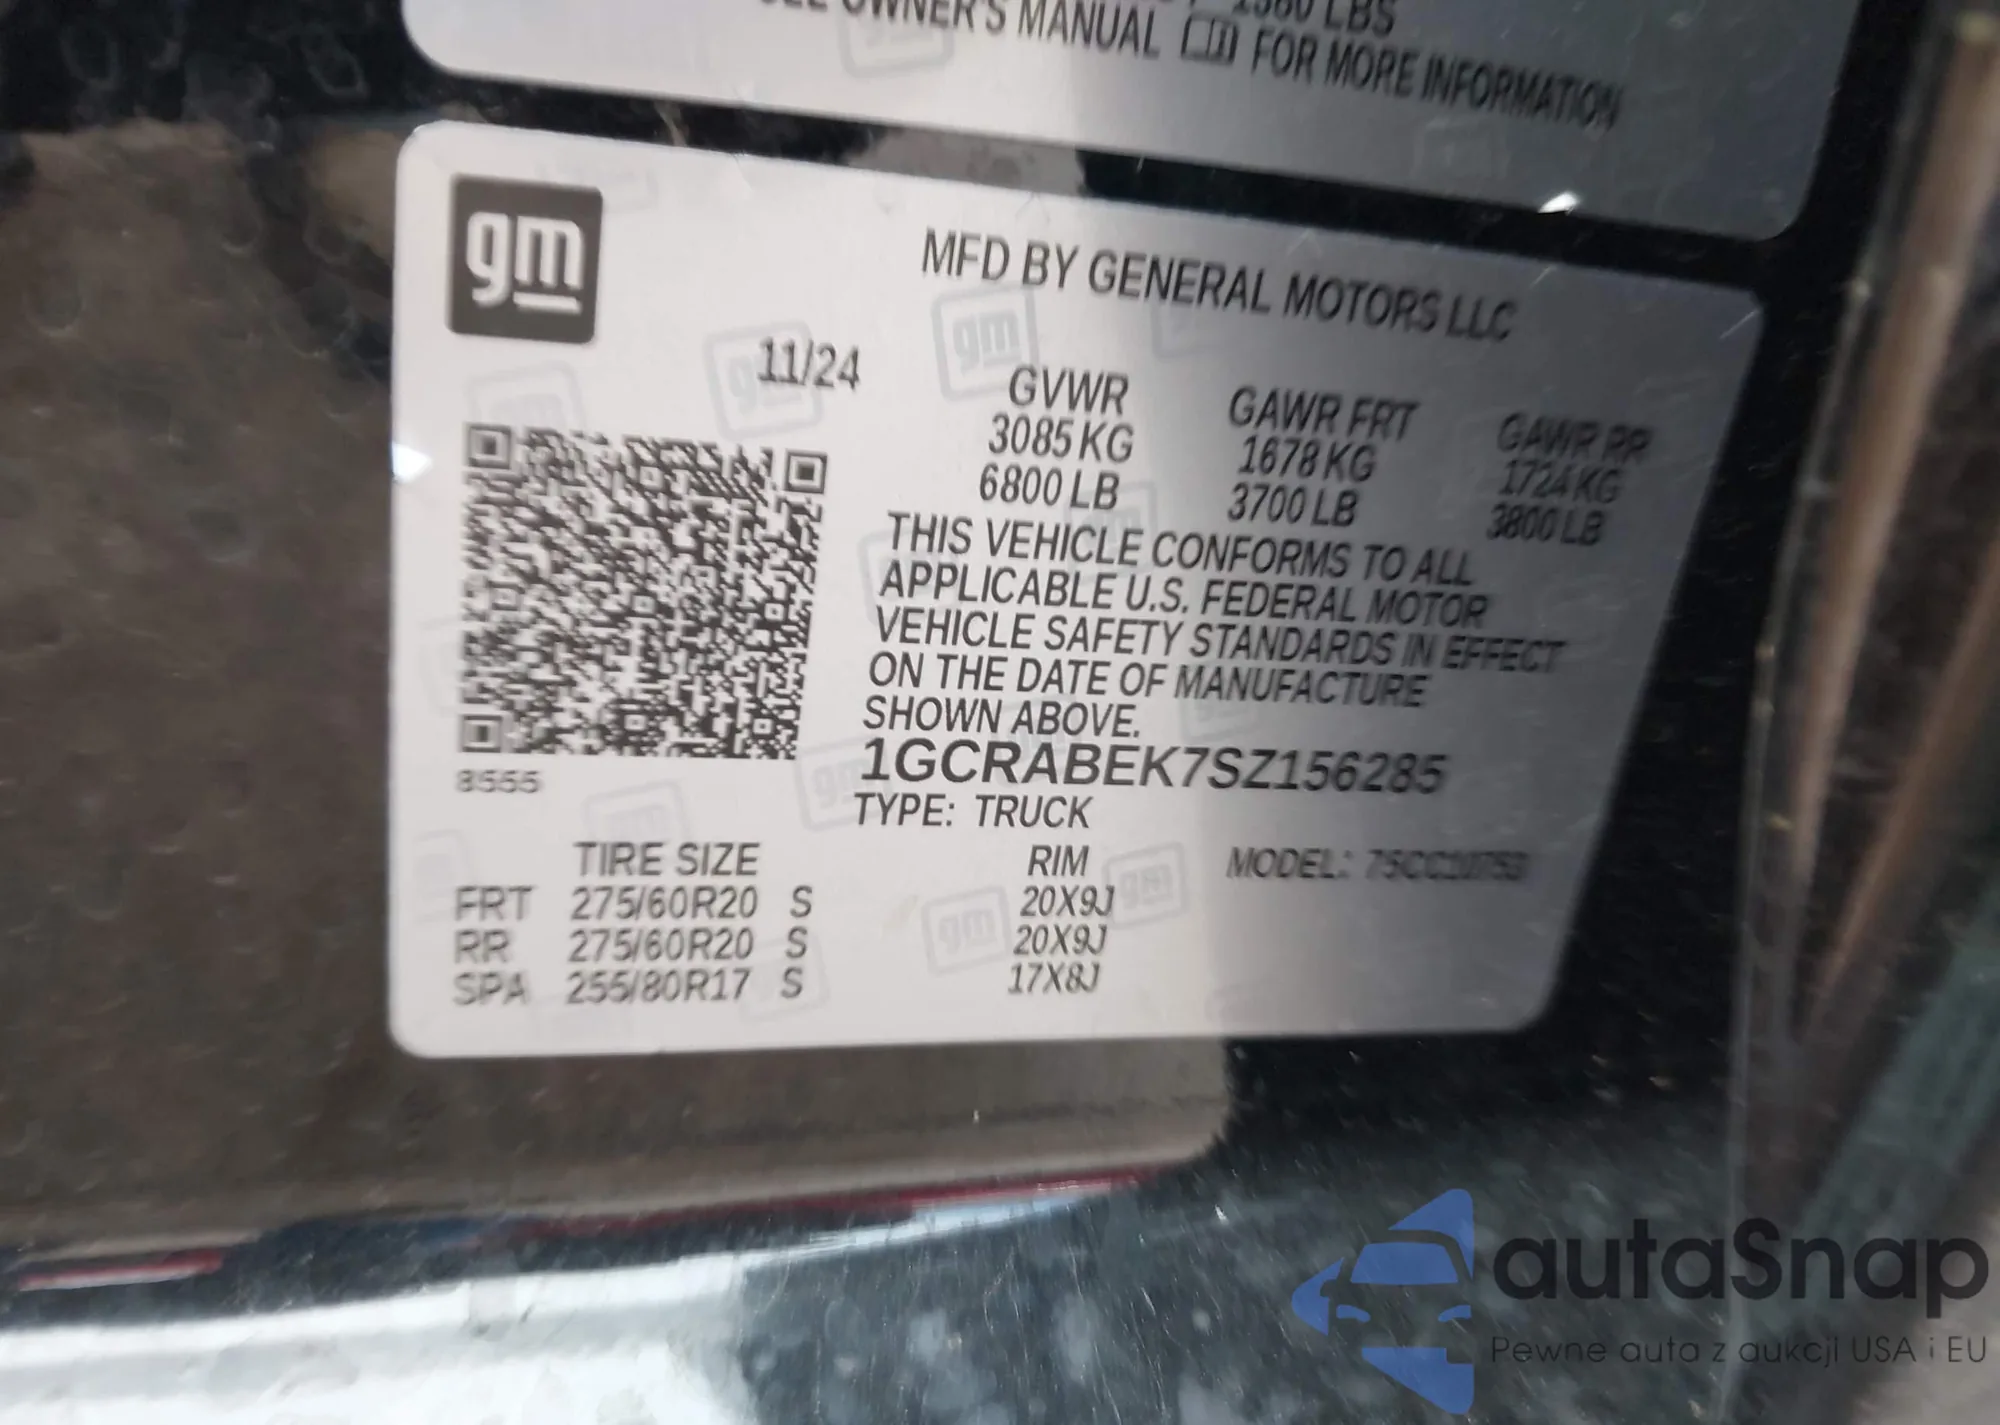 1380 LBS
SEE OWNER'S MANUAL FOR MORE INFORMATION
gm
MFD BY GENERAL MOTORS LLC
11/24
GVWR GAWR FRT GAWR RR
3085 KG 1678 KG 1724 KG
6800 LB 3700 LB 3800 LB
THIS VEHICLE CONFORMS TO ALL
APPLICABLE U.S. FEDERAL MOTOR
VEHICLE SAFETY STANDARDS IN EFFECT
ON THE DATE OF MANUFACTURE
SHOWN ABOVE.
1GCRABEK7SZ156285
8555
TYPE: TRUCK
TIRE SIZE RIM MODEL:
FRT 275/60R20 S 20X9J
RR 275/60R20 S 20X9J
SPA 255/80R17 S 17X8J
autaSnap
Pewne auta z aukcji USA i EU